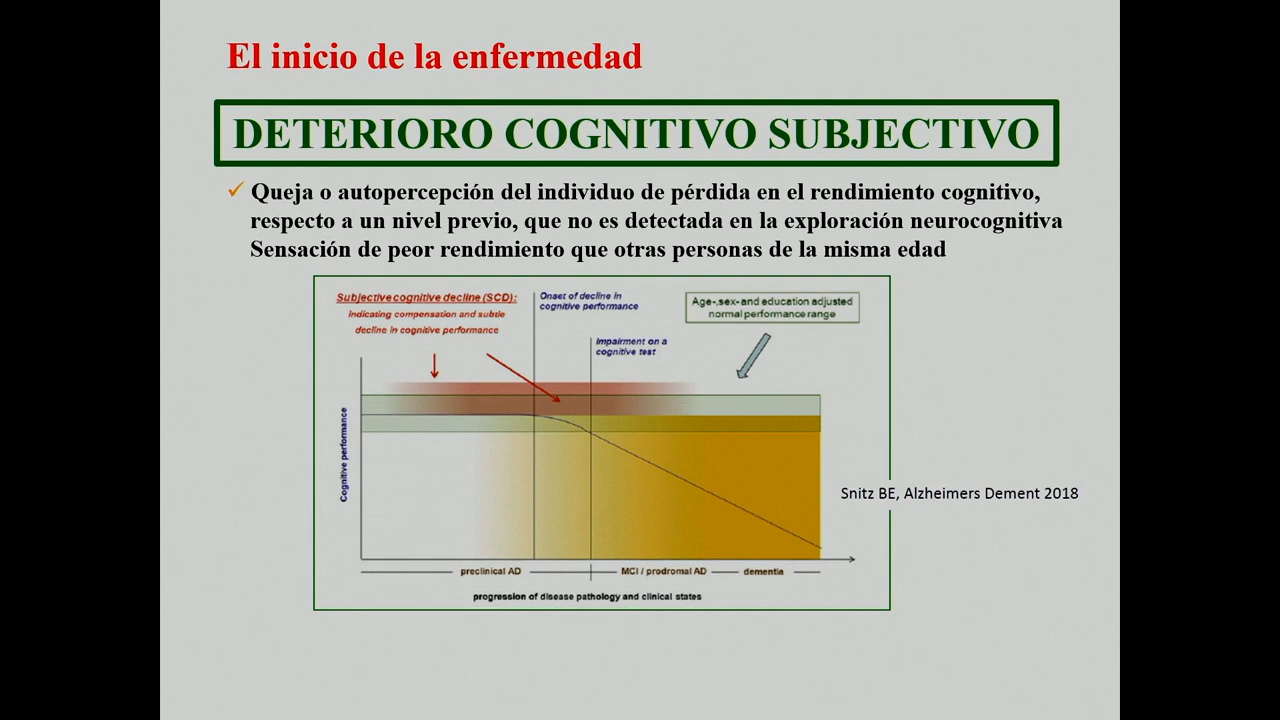 El inicio de la enfermedad
DETERIORO COGNITIVO SUBJECTIVO
✓ Queja o autopercepción del individuo de pérdida en el rendimiento cognitivo,
respecto a un nivel previo, que no es detectada en la exploración neurocognitiva
Sensación de peor rendimiento que otras personas de la misma edad
Subjective cognitive decline (SCD):
indicating compensation and subtle
decline in cognitive performance
Onset of decline in
cognitive performance
Impairment on a
cognitive test
Age-,sex-and education adjusted
normal performance range
Cognitive performance
Snitz BE, Alzheimers Dement 2018
preclinical AD
MCI / prodromal AD
dementia
progression of disease pathology and clinical states